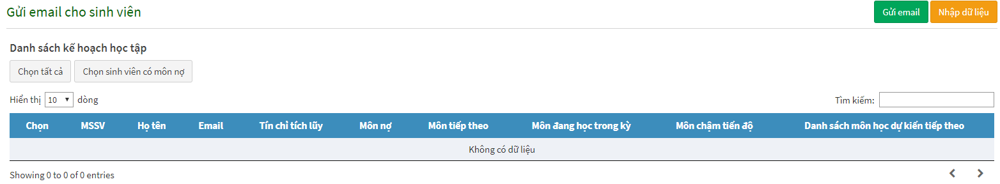 Gửi email cho sinh viên
Gửi email
Nhập dữ liệu
Danh sách kế hoạch học tập
Chọn tất cả
Chọn sinh viên có môn nợ
Hiển thị 10 dòng
Tìm kiếm:
Chọn MSSV Họ tên Email Tín chỉ tích lũy Môn nợ Môn tiếp theo Môn đang học trong kỳ Môn chậm tiến độ Danh sách môn học dự kiến tiếp theo
Không có dữ liệu
Showing 0 to 0 of 0 entries